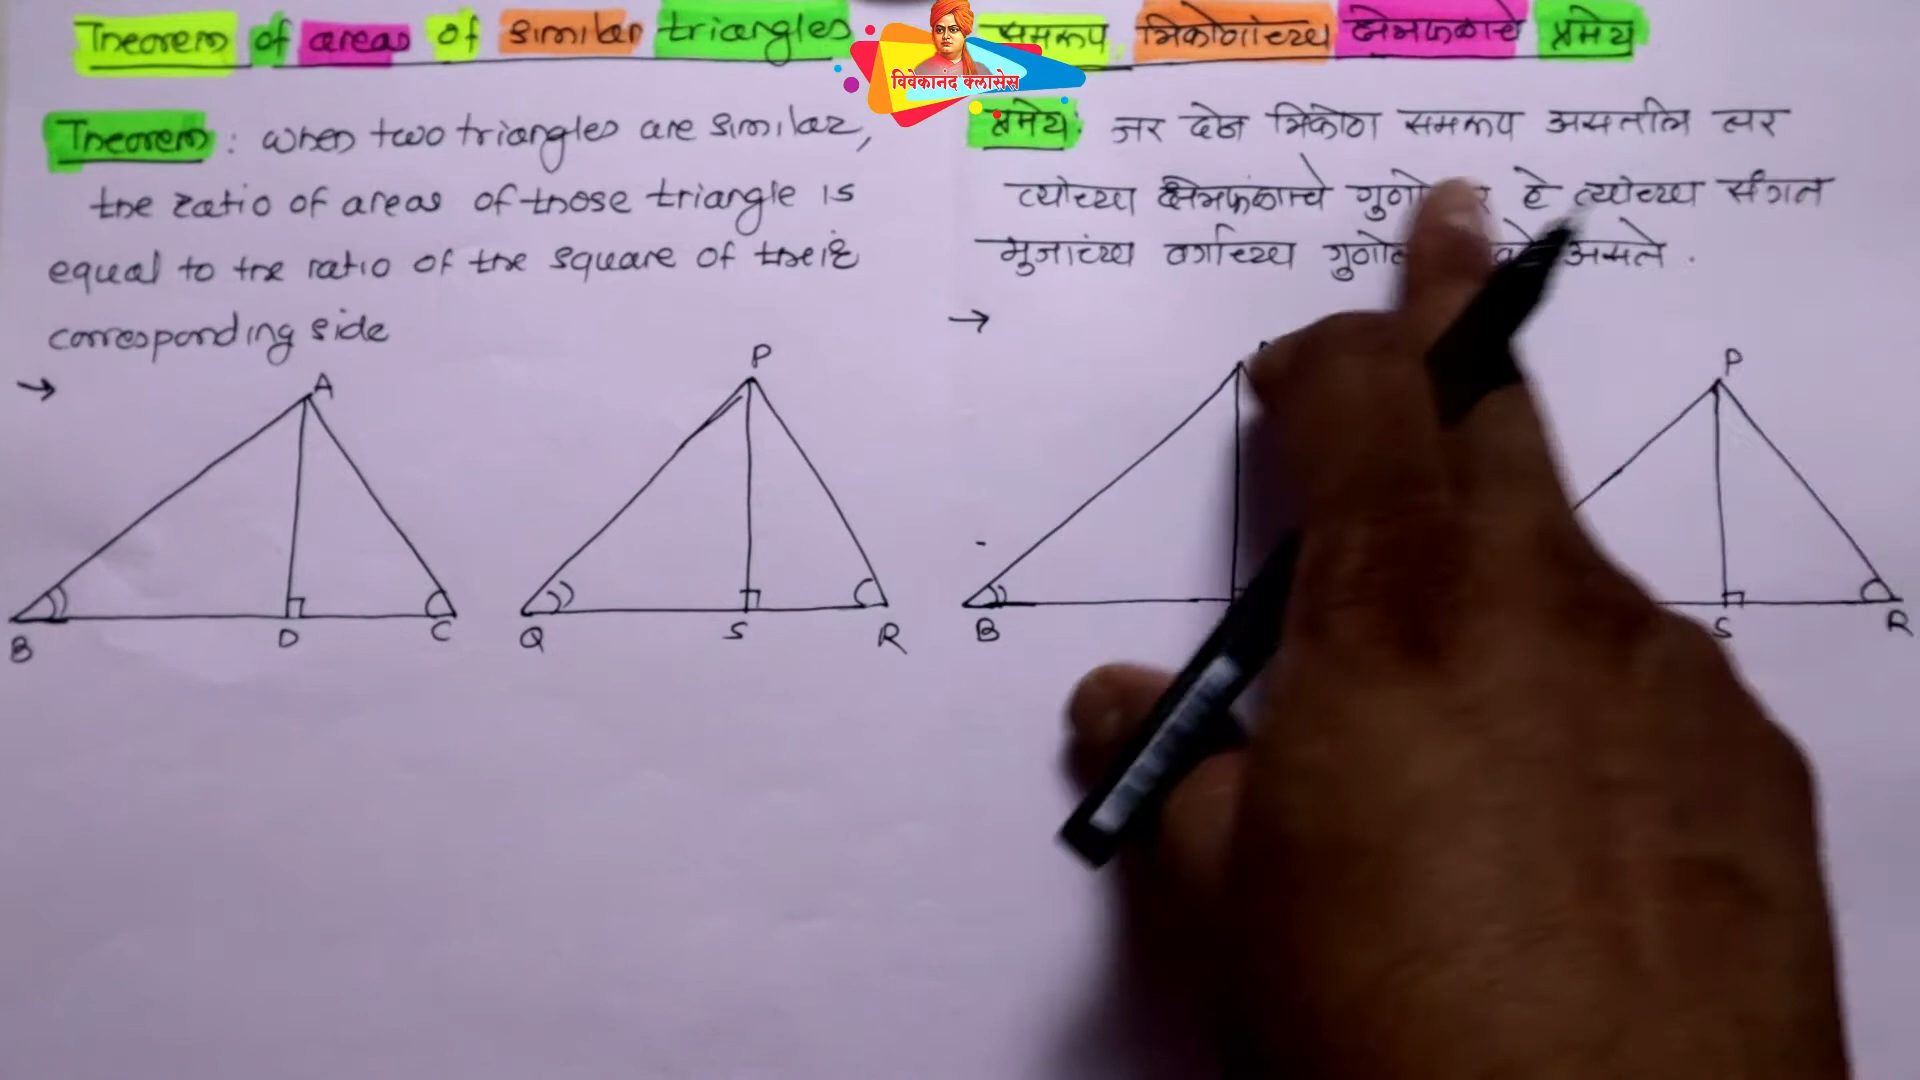 Theorem of areas of similar triangles
समरूप त्रिकोणांच्या क्षेत्रफळाचे प्रमेय
विवेकानंद क्लासेस
Theorem : when two triangles are similar,
the ratio of areas of those triangle is
equal to the ratio of the square of their
corresponding side
प्रमेय: जर दोन त्रिकोण समरूप असतील तर
त्यांच्या क्षेत्रफळाचे हे त्यांच्या संगत
भुजांच्या वर्गाच्या असते .
A
P
B D C
Q S R
P
B
S R